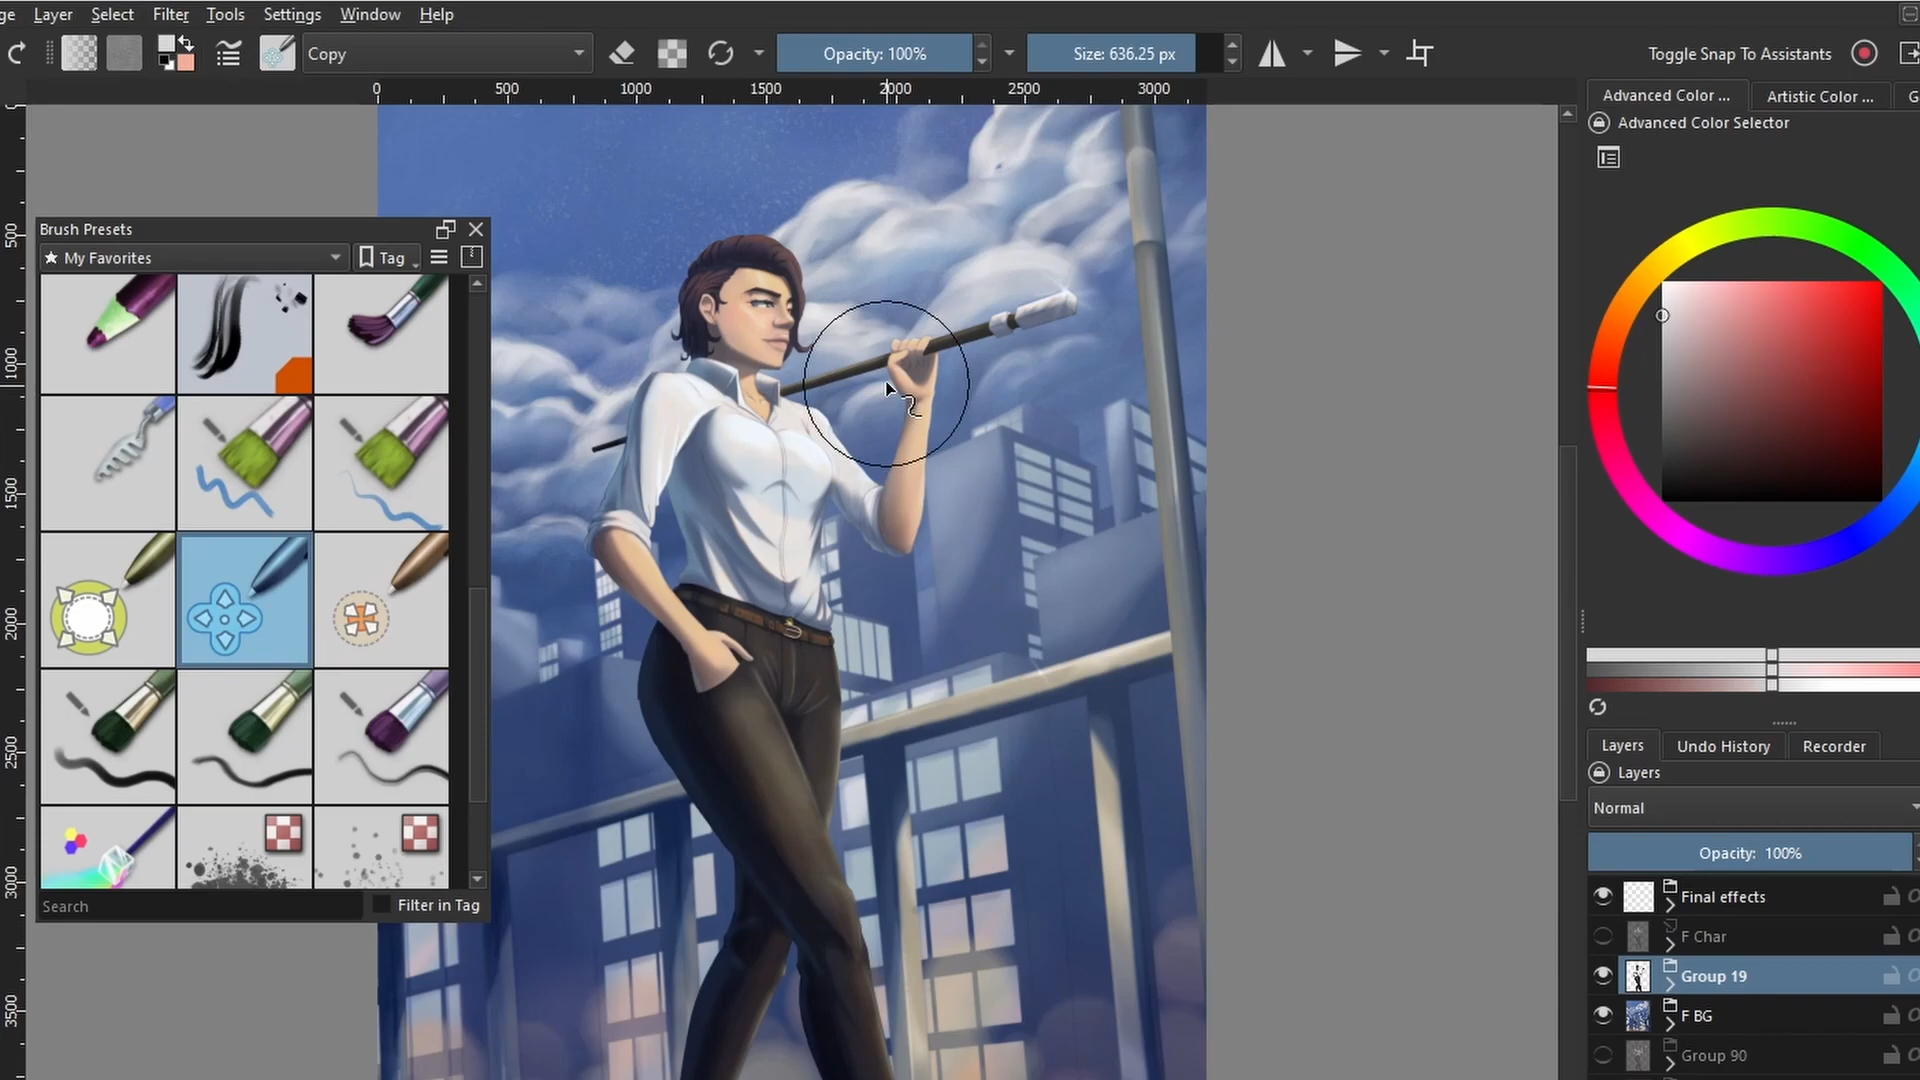 ge Layer Select Filter Tools Settings Window Help
Copy
Opacity: 100%
Size: 636.25 px
Toggle Snap To Assistants
0 500 1000 1500 2000 2500 3000
500
1000
1500
2000
2500
3000
3500
Brush Presets
My Favorites
Tag
Search
Filter in Tag
Advanced Color ... Artistic Color ... G
Advanced Color Selector
Layers Undo History Recorder
Layers
Normal
Opacity: 100%
Final effects
F Char
Group 19
F BG
Group 90